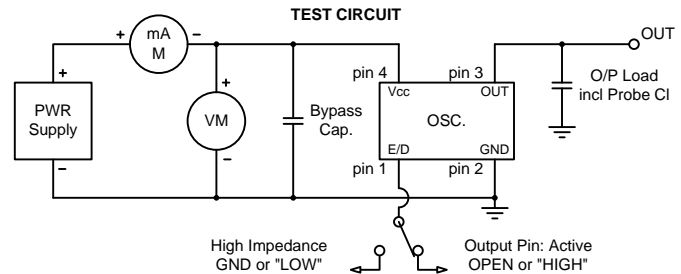 TEST CIRCUIT
+ mA M -
OUT
+
PWR Supply
-
+
VM
-
Bypass Cap.
pin 4
pin 3
Vcc
OUT
OSC.
E/D
GND
pin 1
pin 2
O/P Load
incl Probe Cl
High Impedance
GND or "LOW"
Output Pin: Active
OPEN or "HIGH"